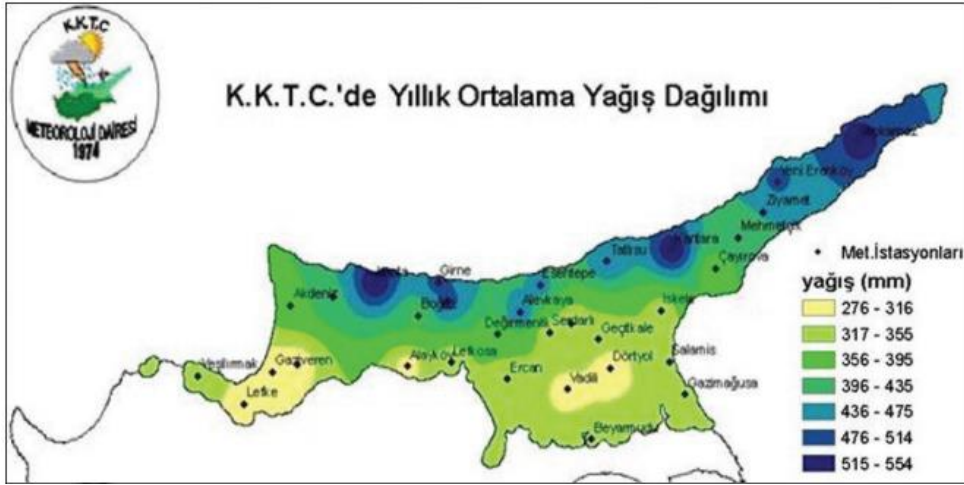 K.K.T.C.
METEOROLOJİ DAİRESİ
1974
K.K.T.C.'de Yıllık Ortalama Yağış Dağılımı
Yeni Erenköy
Ziyamet
Mehmetçik
Kantara
Tatlısu
Çayırova
Girne
Esentepe
Akdeniz
Boğaz
Alevkaya
İskele
Değirmenlik
Serdarlı
Geçitkale
Yeşilırmak
Gaziveren
Alayköy
Lefkoşa
Ercan
Dörtyol
Salamis
Lefke
Vadili
Gazimağusa
Beyarmudu
Met.İstasyonları
yağış (mm)
276 - 316
317 - 355
356 - 395
396 - 435
436 - 475
476 - 514
515 - 554